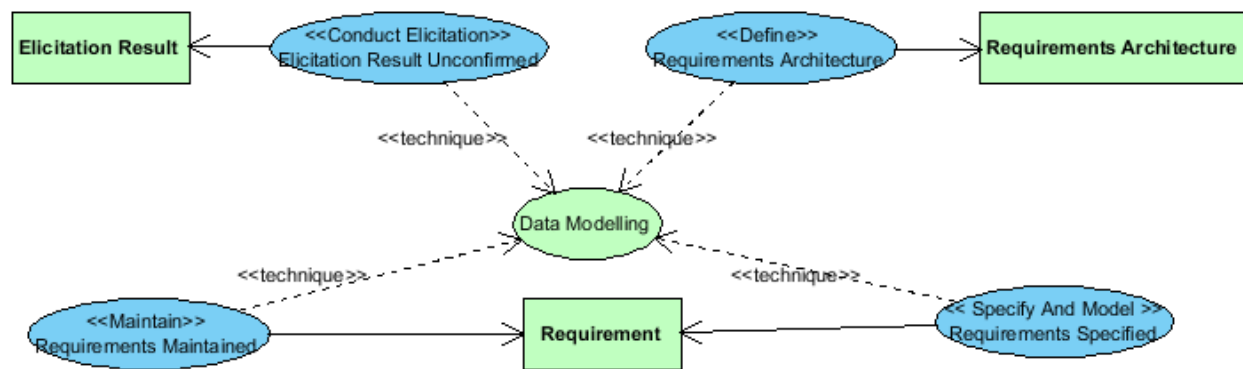 Elicitation Result
<<Conduct Elicitation>>
Elicitation Result Unconfirmed
<<Define>>
Requirements Architecture
Requirements Architecture
<<technique>>
<<technique>>
Data Modelling
<<technique>>
<<technique>>
<<Maintain>>
Requirements Maintained
Requirement
<< Specify And Model >>
Requirements Specified